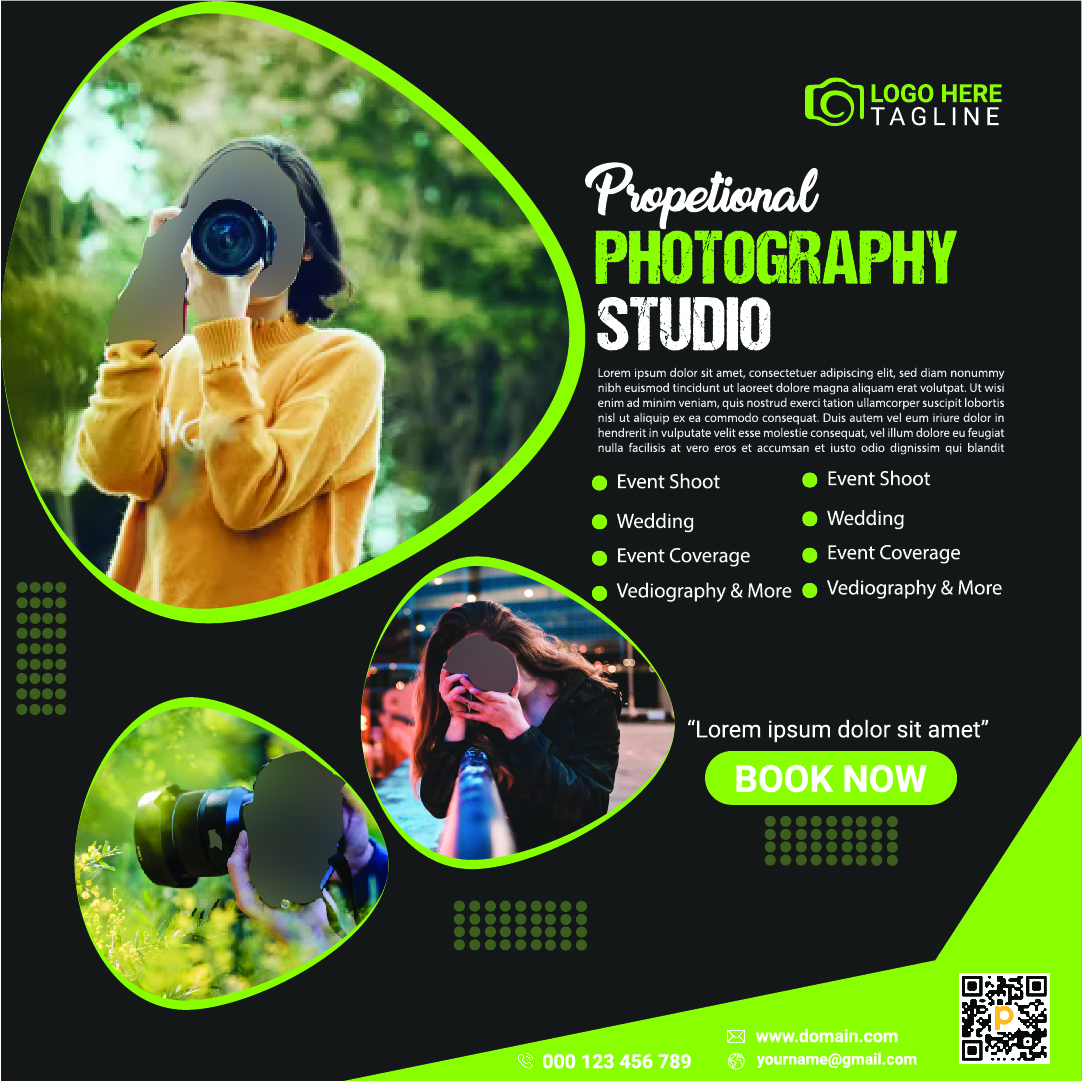 LOGO HERE
TAGLINE
Propetional
PHOTOGRAPHY
STUDIO
Lorem ipsum dolor sit amet, consectetuer adipiscing elit, sed diam nonummy
nibh euismod tincidunt ut laoreet dolore magna aliquam erat volutpat. Ut wisi
enim ad minim veniam, quis nostrud exerci tation ullamcorper suscipit lobortis
nisl ut aliquip ex ea commodo consequat. Duis autem vel eum iriure dolor in
hendrerit in vulputate velit esse molestie consequat, vel illum dolore eu feugiat
nulla facilisis at vero eros et accumsan et iusto odio dignissim qui blandit
Event Shoot
Wedding
Event Coverage
Vediography & More
Event Shoot
Wedding
Event Coverage
Vediography & More
“Lorem ipsum dolor sit amet”
BOOK NOW
www.domain.com
000 123 456 789
yourname@gmail.com
P